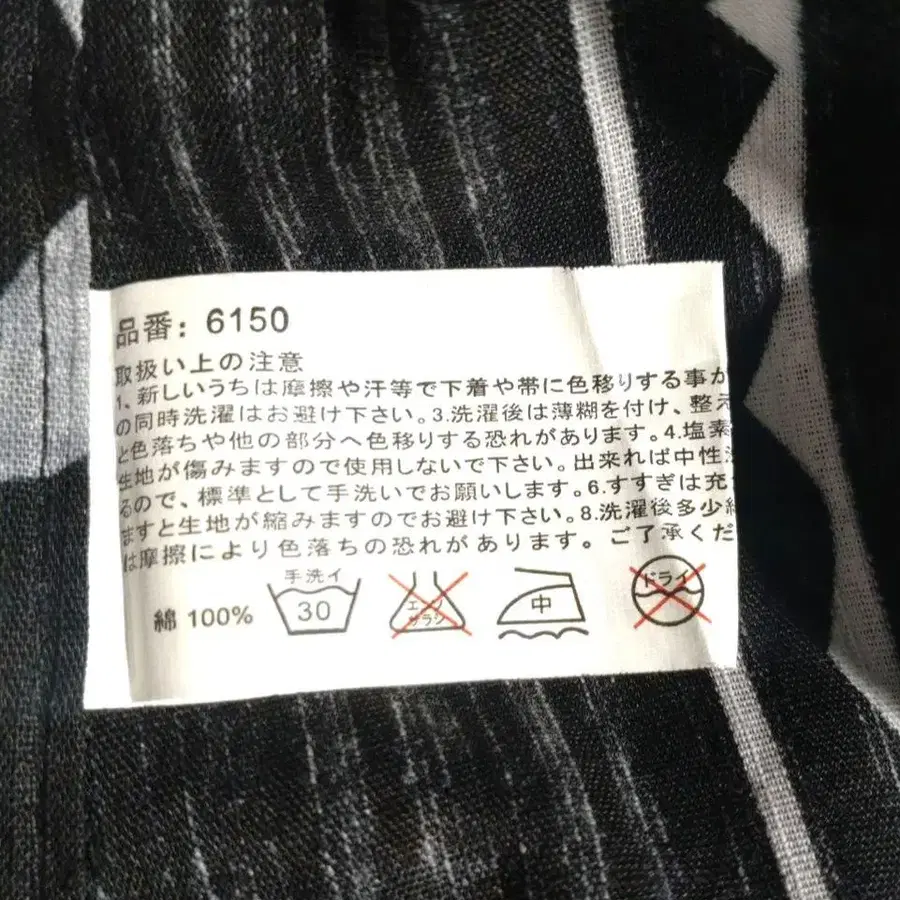 品番: 6150
取扱い上の注意
1、新しいうちは摩擦や汗等で下着や帯に色移りする事が
の同時洗濯はお避け下さい。3.洗濯後は薄糊を付け、整え
と色落ちや他の部分へ色移りする恐れがあります。4.塩素
生地が傷みますので使用しないで下さい。出来れば中性洗
るので、標準として手洗いでお願いします。6.すすぎは充
ますと生地が縮みますのでお避け下さい。8.洗濯後多少縮
は摩擦により色落ちの恐れがあります。ご了承くだ
手洗イ
綿 100% 30 エンソサラシ 中 ドライ